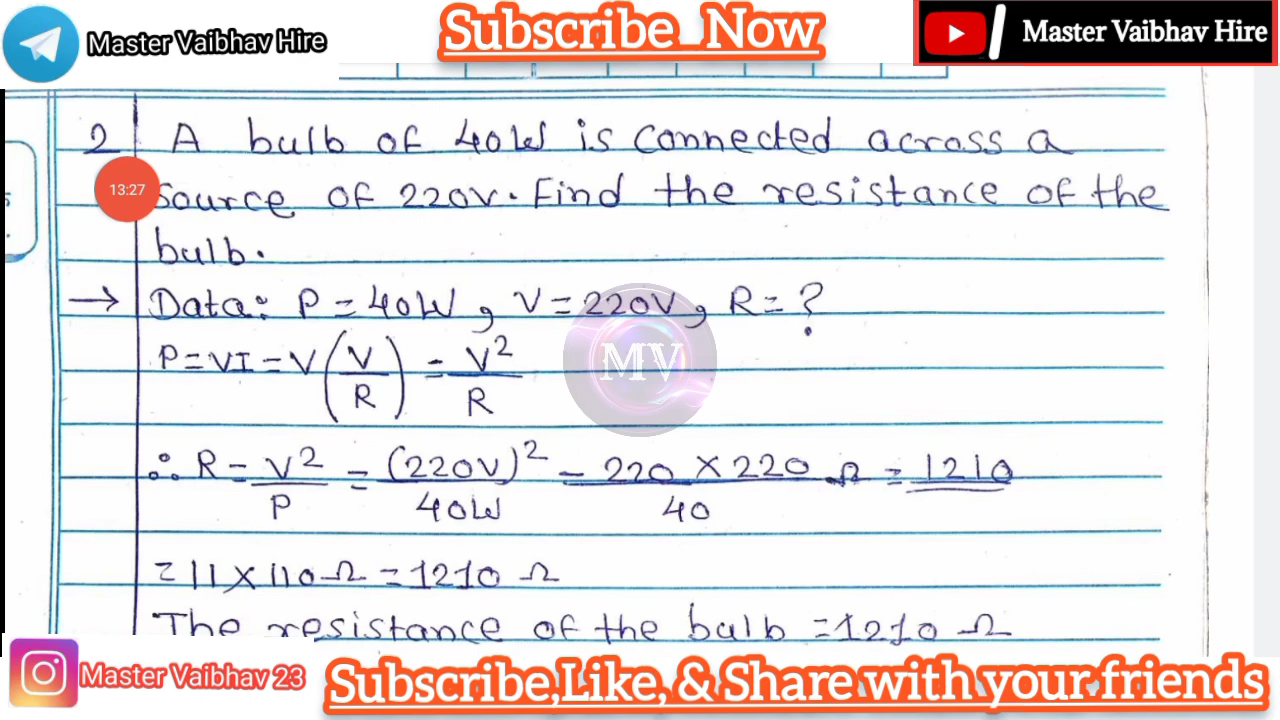 Master Vaibhav Hire
Subscribe Now
Master Vaibhav Hire
2 A bulb of 40W is connected across a
13:27
source of 220V. Find the resistance of the
bulb.
→ Data: P = 40W, V = 220V, R = ?
P = VI = V (V/R) = V²/R
MV
∴ R = V²/P = (220V)²/40W = 220 × 220/40 Ω = 1210
= 11 × 110 Ω = 1210 Ω
The resistance of the bulb = 1210 Ω
Master Vaibhav 23
Subscribe,Like, & Share with your friends